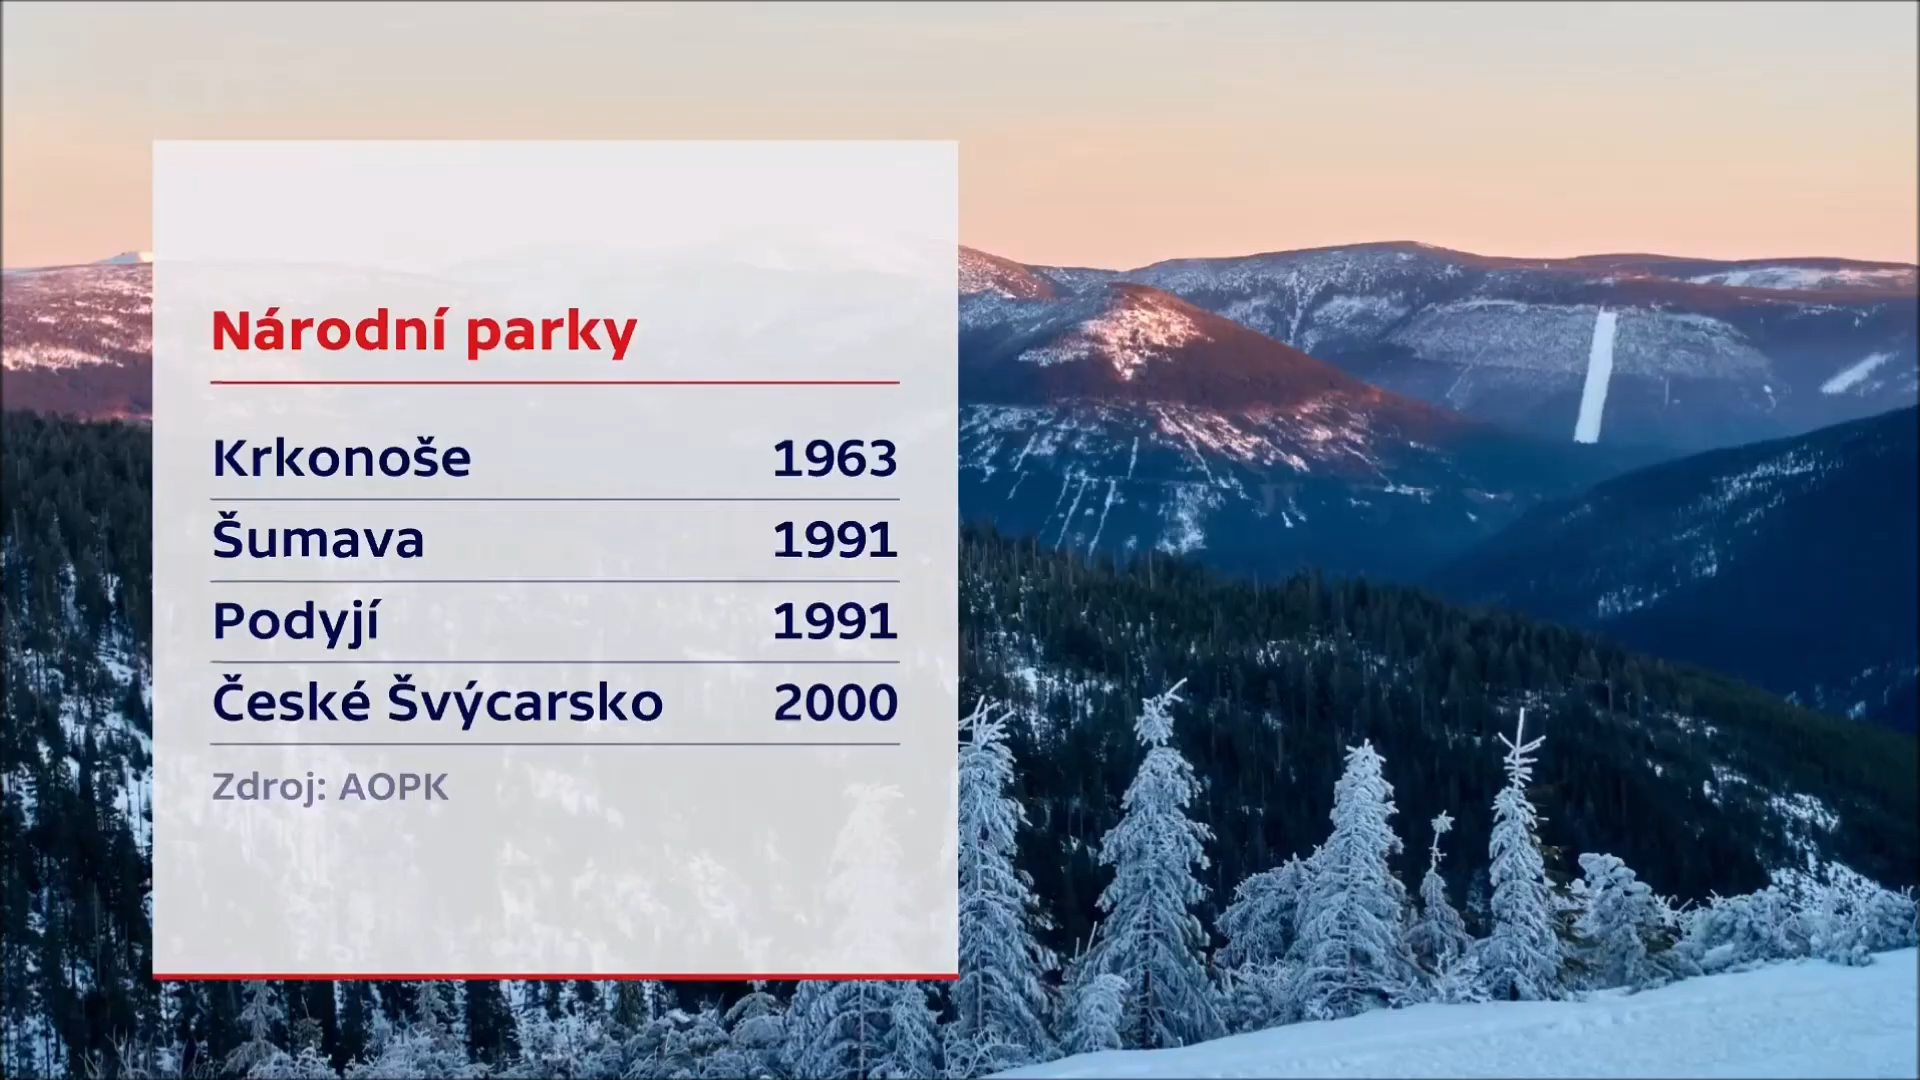 Národní parky
Krkonoše 1963
Šumava 1991
Podyjí 1991
České Švýcarsko 2000
Zdroj: AOPK